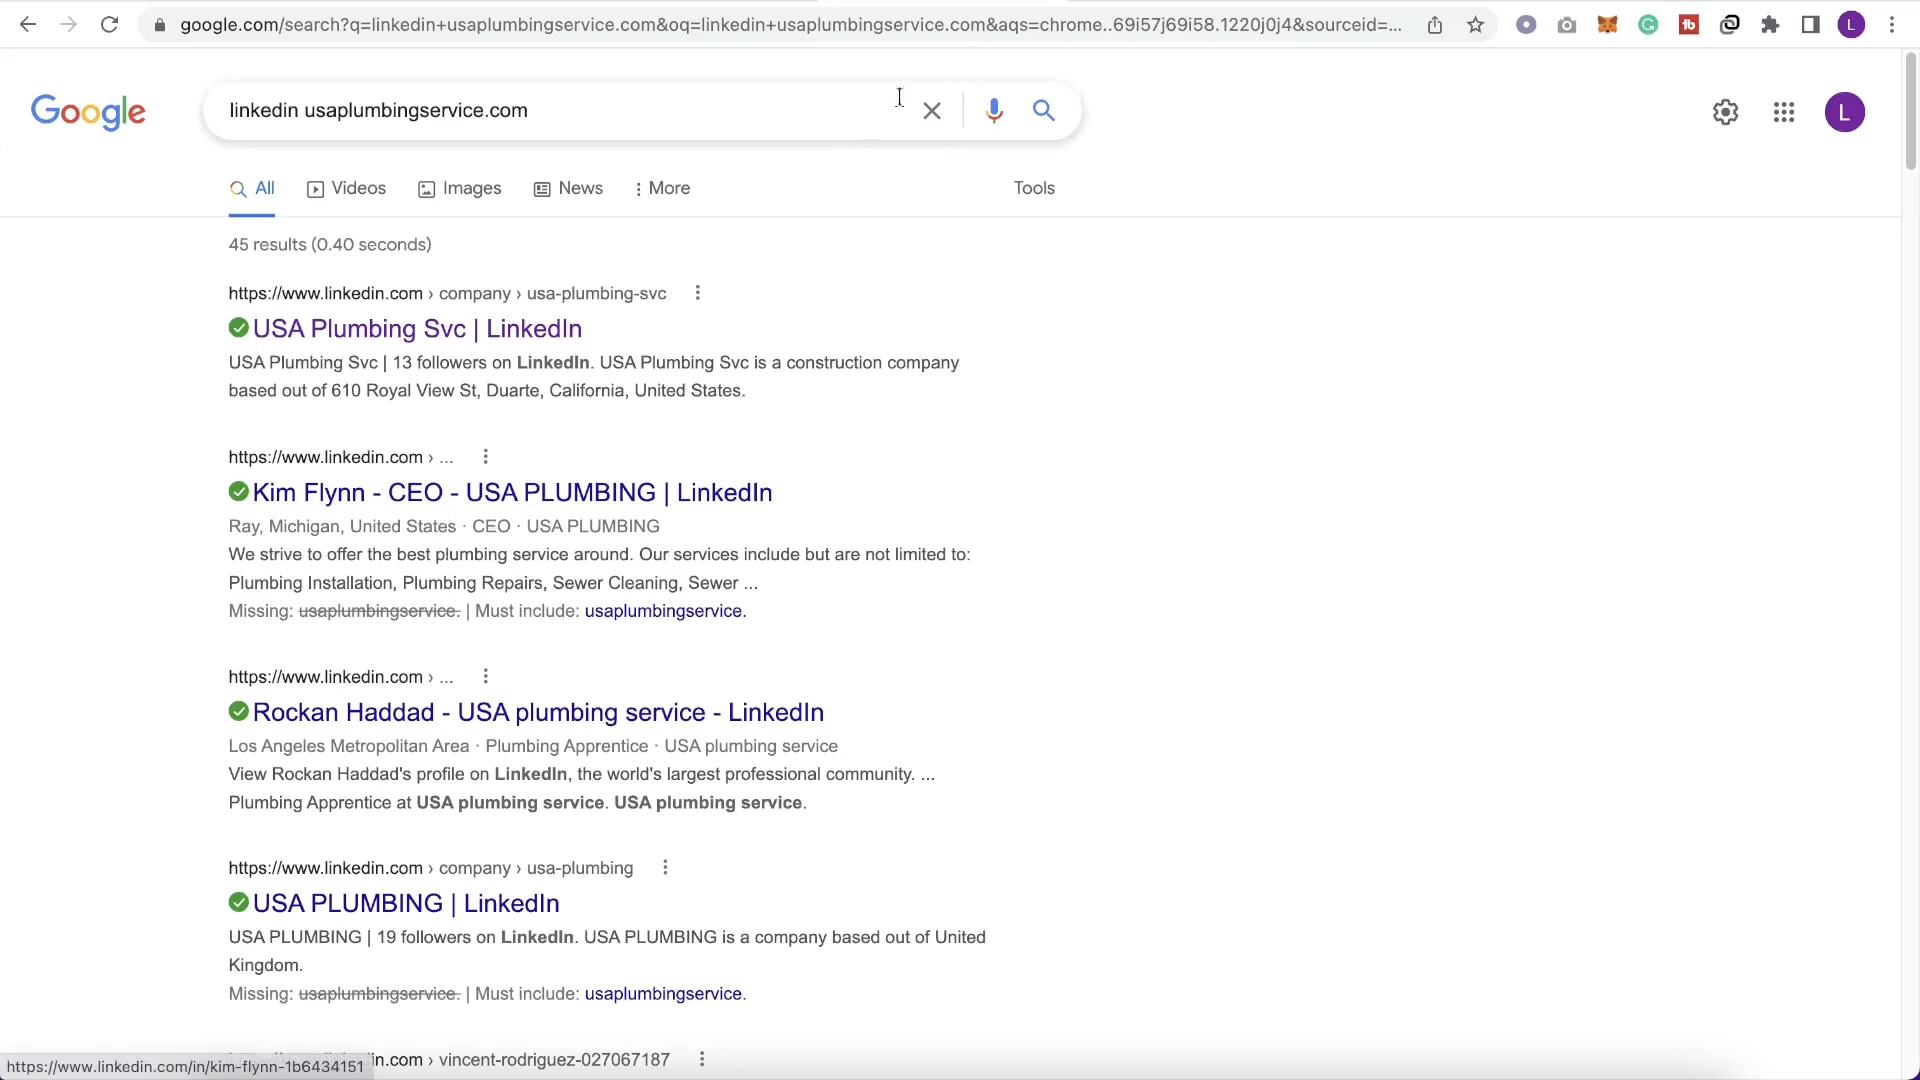 google.com/search?q=linkedin+usaplumbingservice.com&oq=linkedin+usaplumbingservice.com&aqs=chrome..69i57j69i58.1220j0j4&sourceid=...
L
Google
linkedin usaplumbingservice.com
L
All
Videos
Images
News
More
Tools
45 results (0.40 seconds)
https://www.linkedin.com › company › usa-plumbing-svc
USA Plumbing Svc | LinkedIn
USA Plumbing Svc | 13 followers on LinkedIn. USA Plumbing Svc is a construction company
based out of 610 Royal View St, Duarte, California, United States.
https://www.linkedin.com › ...
Kim Flynn - CEO - USA PLUMBING | LinkedIn
Ray, Michigan, United States · CEO · USA PLUMBING
We strive to offer the best plumbing service around. Our services include but are not limited to:
Plumbing Installation, Plumbing Repairs, Sewer Cleaning, Sewer ...
Missing: usaplumbingservice. | Must include: usaplumbingservice.
https://www.linkedin.com › ...
Rockan Haddad - USA plumbing service - LinkedIn
Los Angeles Metropolitan Area · Plumbing Apprentice · USA plumbing service
View Rockan Haddad's profile on LinkedIn, the world's largest professional community. ...
Plumbing Apprentice at USA plumbing service. USA plumbing service.
https://www.linkedin.com › company › usa-plumbing
USA PLUMBING | LinkedIn
USA PLUMBING | 19 followers on LinkedIn. USA PLUMBING is a company based out of United
Kingdom.
Missing: usaplumbingservice. | Must include: usaplumbingservice.
in.com › vincent-rodriguez-027067187
https://www.linkedin.com/in/kim-flynn-1b6434151